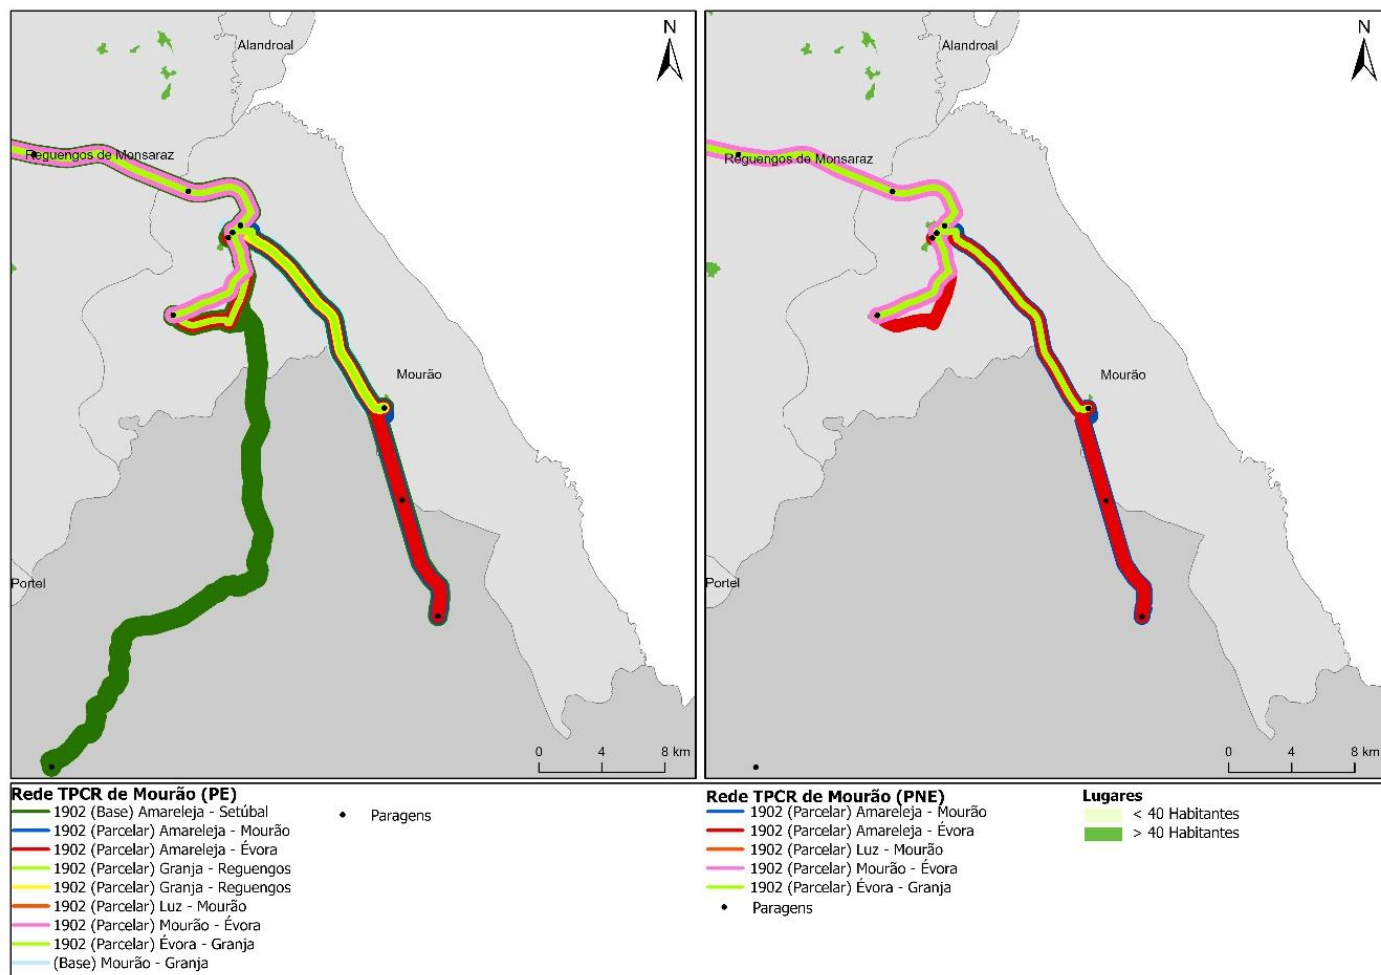 N
Alandroal
Reguengos de Monsaraz
Mourão
Portel
0 4 8 km
N
Alandroal
Reguengos de Monsaraz
Mourão
Portel
0 4 8 km
Rede TPCR de Mourão (PE)
1902 (Base) Amareleja - Setúbal
1902 (Parcelar) Amareleja - Mourão
1902 (Parcelar) Amareleja - Évora
1902 (Parcelar) Granja - Reguengos
1902 (Parcelar) Granja - Reguengos
1902 (Parcelar) Luz - Mourão
1902 (Parcelar) Mourão - Évora
1902 (Parcelar) Évora - Granja
(Base) Mourão - Granja
Paragens
Rede TPCR de Mourão (PNE)
1902 (Parcelar) Amareleja - Mourão
1902 (Parcelar) Amareleja - Évora
1902 (Parcelar) Luz - Mourão
1902 (Parcelar) Mourão - Évora
1902 (Parcelar) Évora - Granja
Paragens
Lugares
< 40 Habitantes
> 40 Habitantes